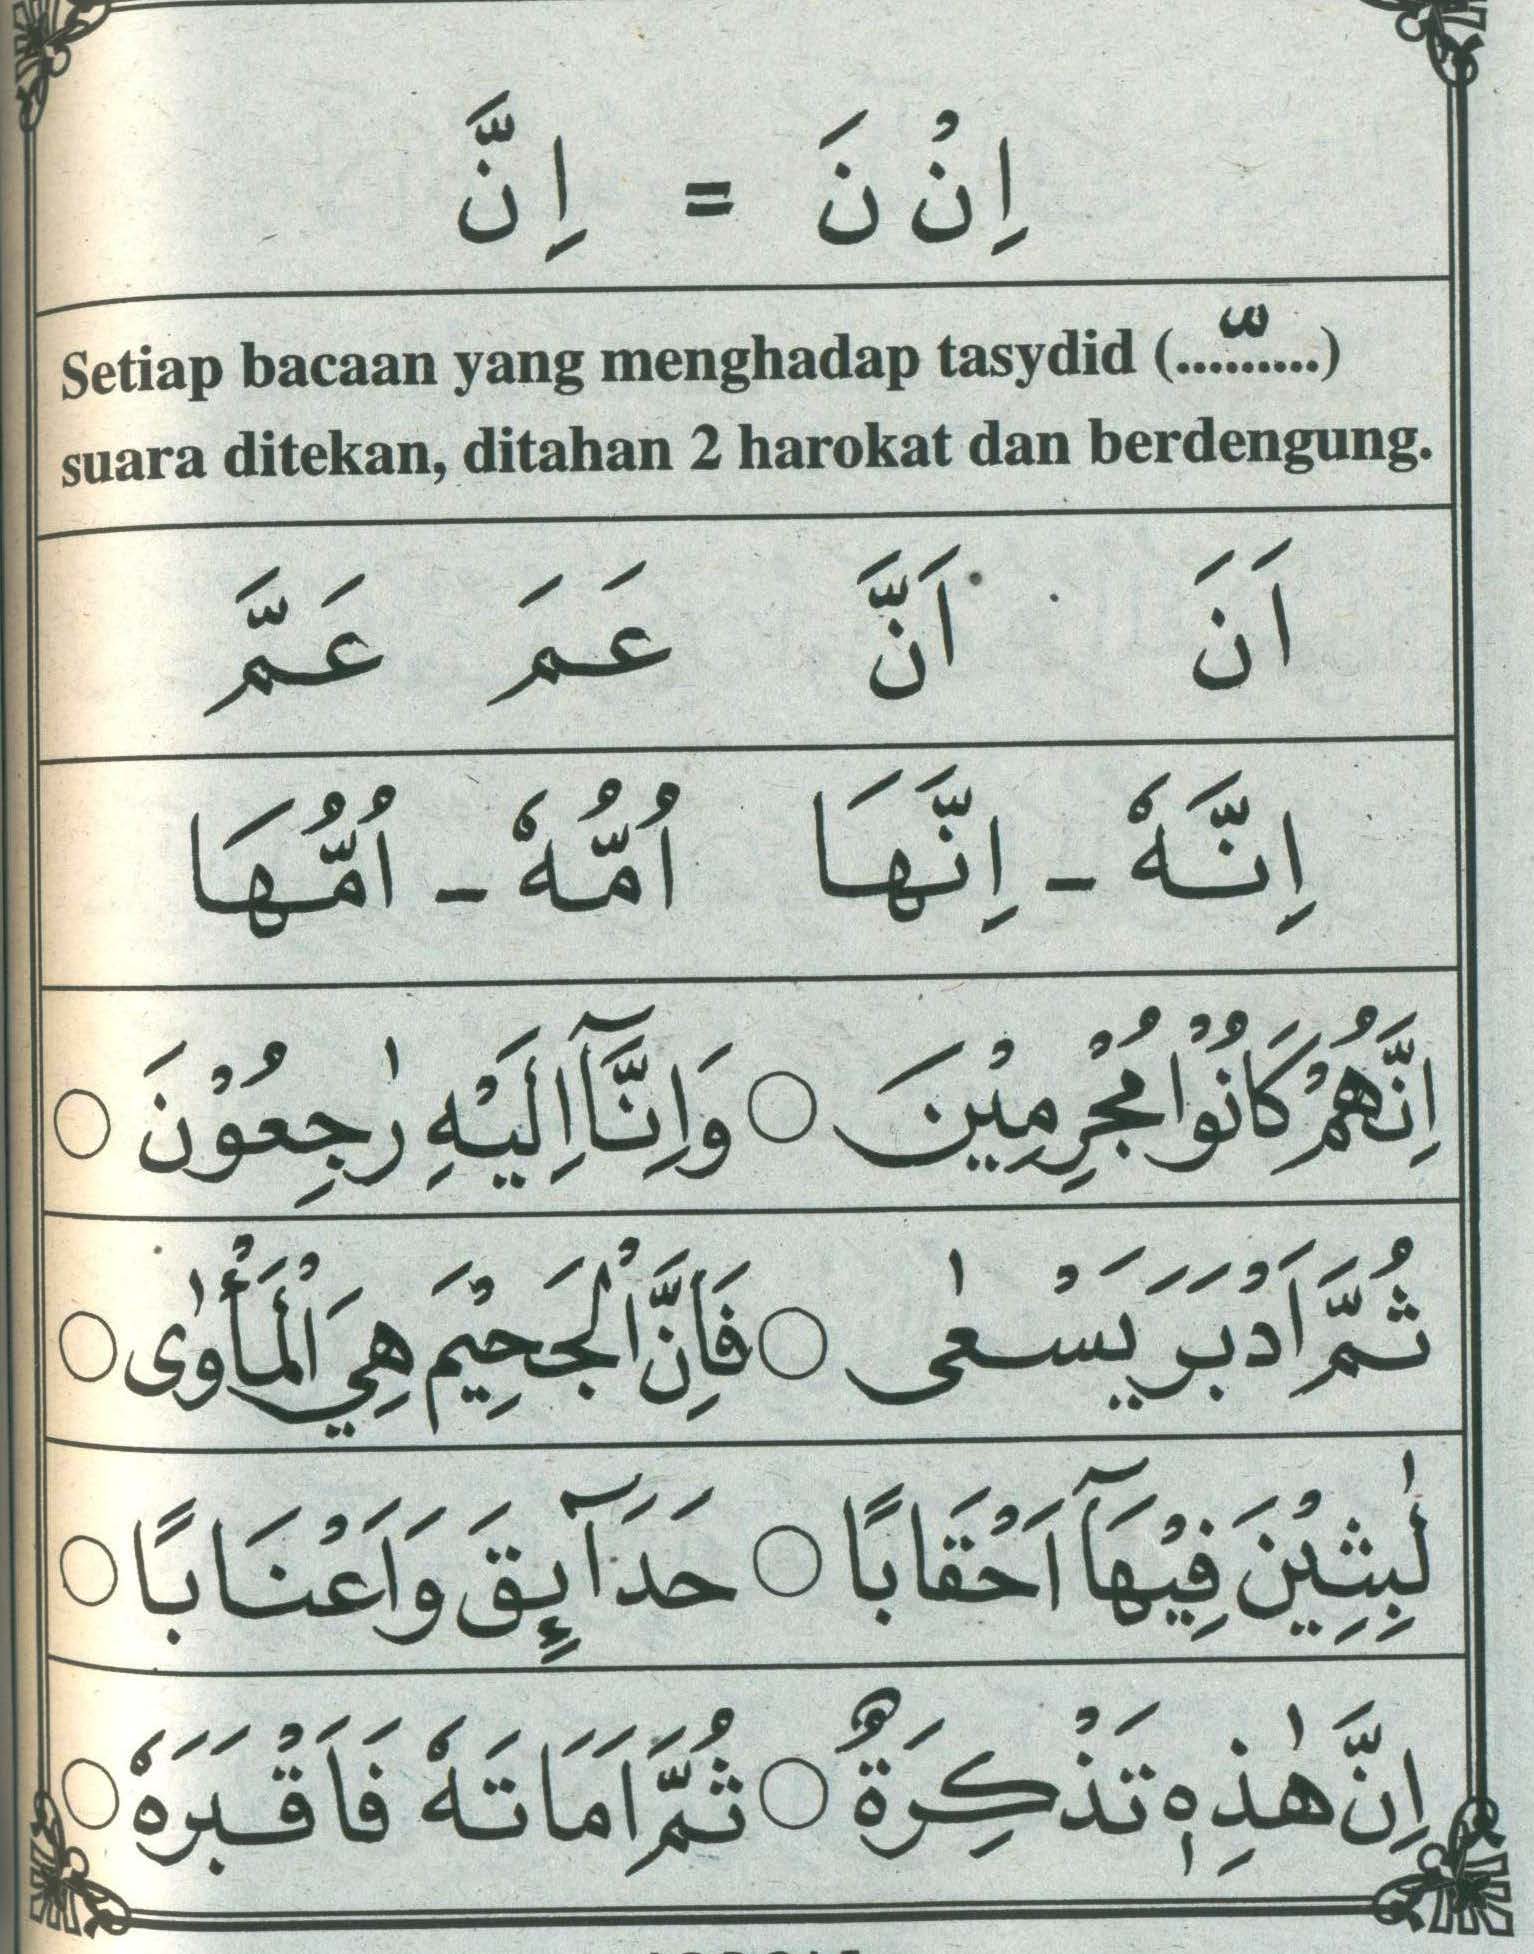 اِنْ نَ = اِنَّ
Setiap bacaan yang menghadap tasydid (....ّ.....)
suara ditekan, ditahan 2 harokat dan berdengung.
اَنَ اَنَّ عَمَ عَمَّ
اِنَّهٗ - اِنَّهَا اُمُّهٗ - اُمُّهَا
اِنَّهُمْ كَانُوْا مُجْرِمِيْنَ ○ وَاِنَّآ اِلَيْهِ رٰجِعُوْنَ ○
ثُمَّ اَدْبَرَ يَسْعٰى ○ فَاِنَّ الْجَحِيْمَ هِيَ الْمَأْوٰى ○
لٰبِثِيْنَ فِيْهَآ اَحْقَابًا ○ حَدَآئِقَ وَاَعْنَابًا ○
اِنَّ هٰذِهٖ تَذْكِرَةٌ ○ ثُمَّ اَمَاتَهٗ فَاَقْبَرَهٗ ○